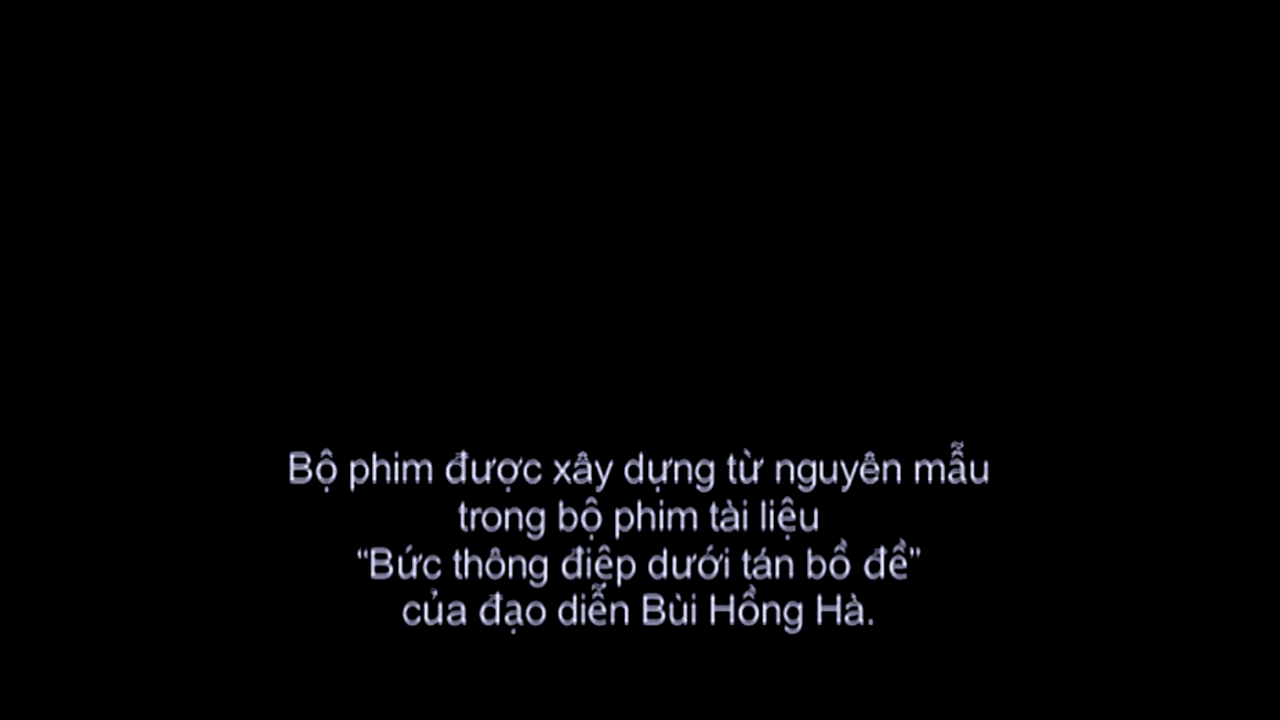 Bộ phim được xây dựng từ nguyên mẫu
trong bộ phim tài liệu
“Bức thông điệp dưới tán bồ đề”
của đạo diễn Bùi Hồng Hà.